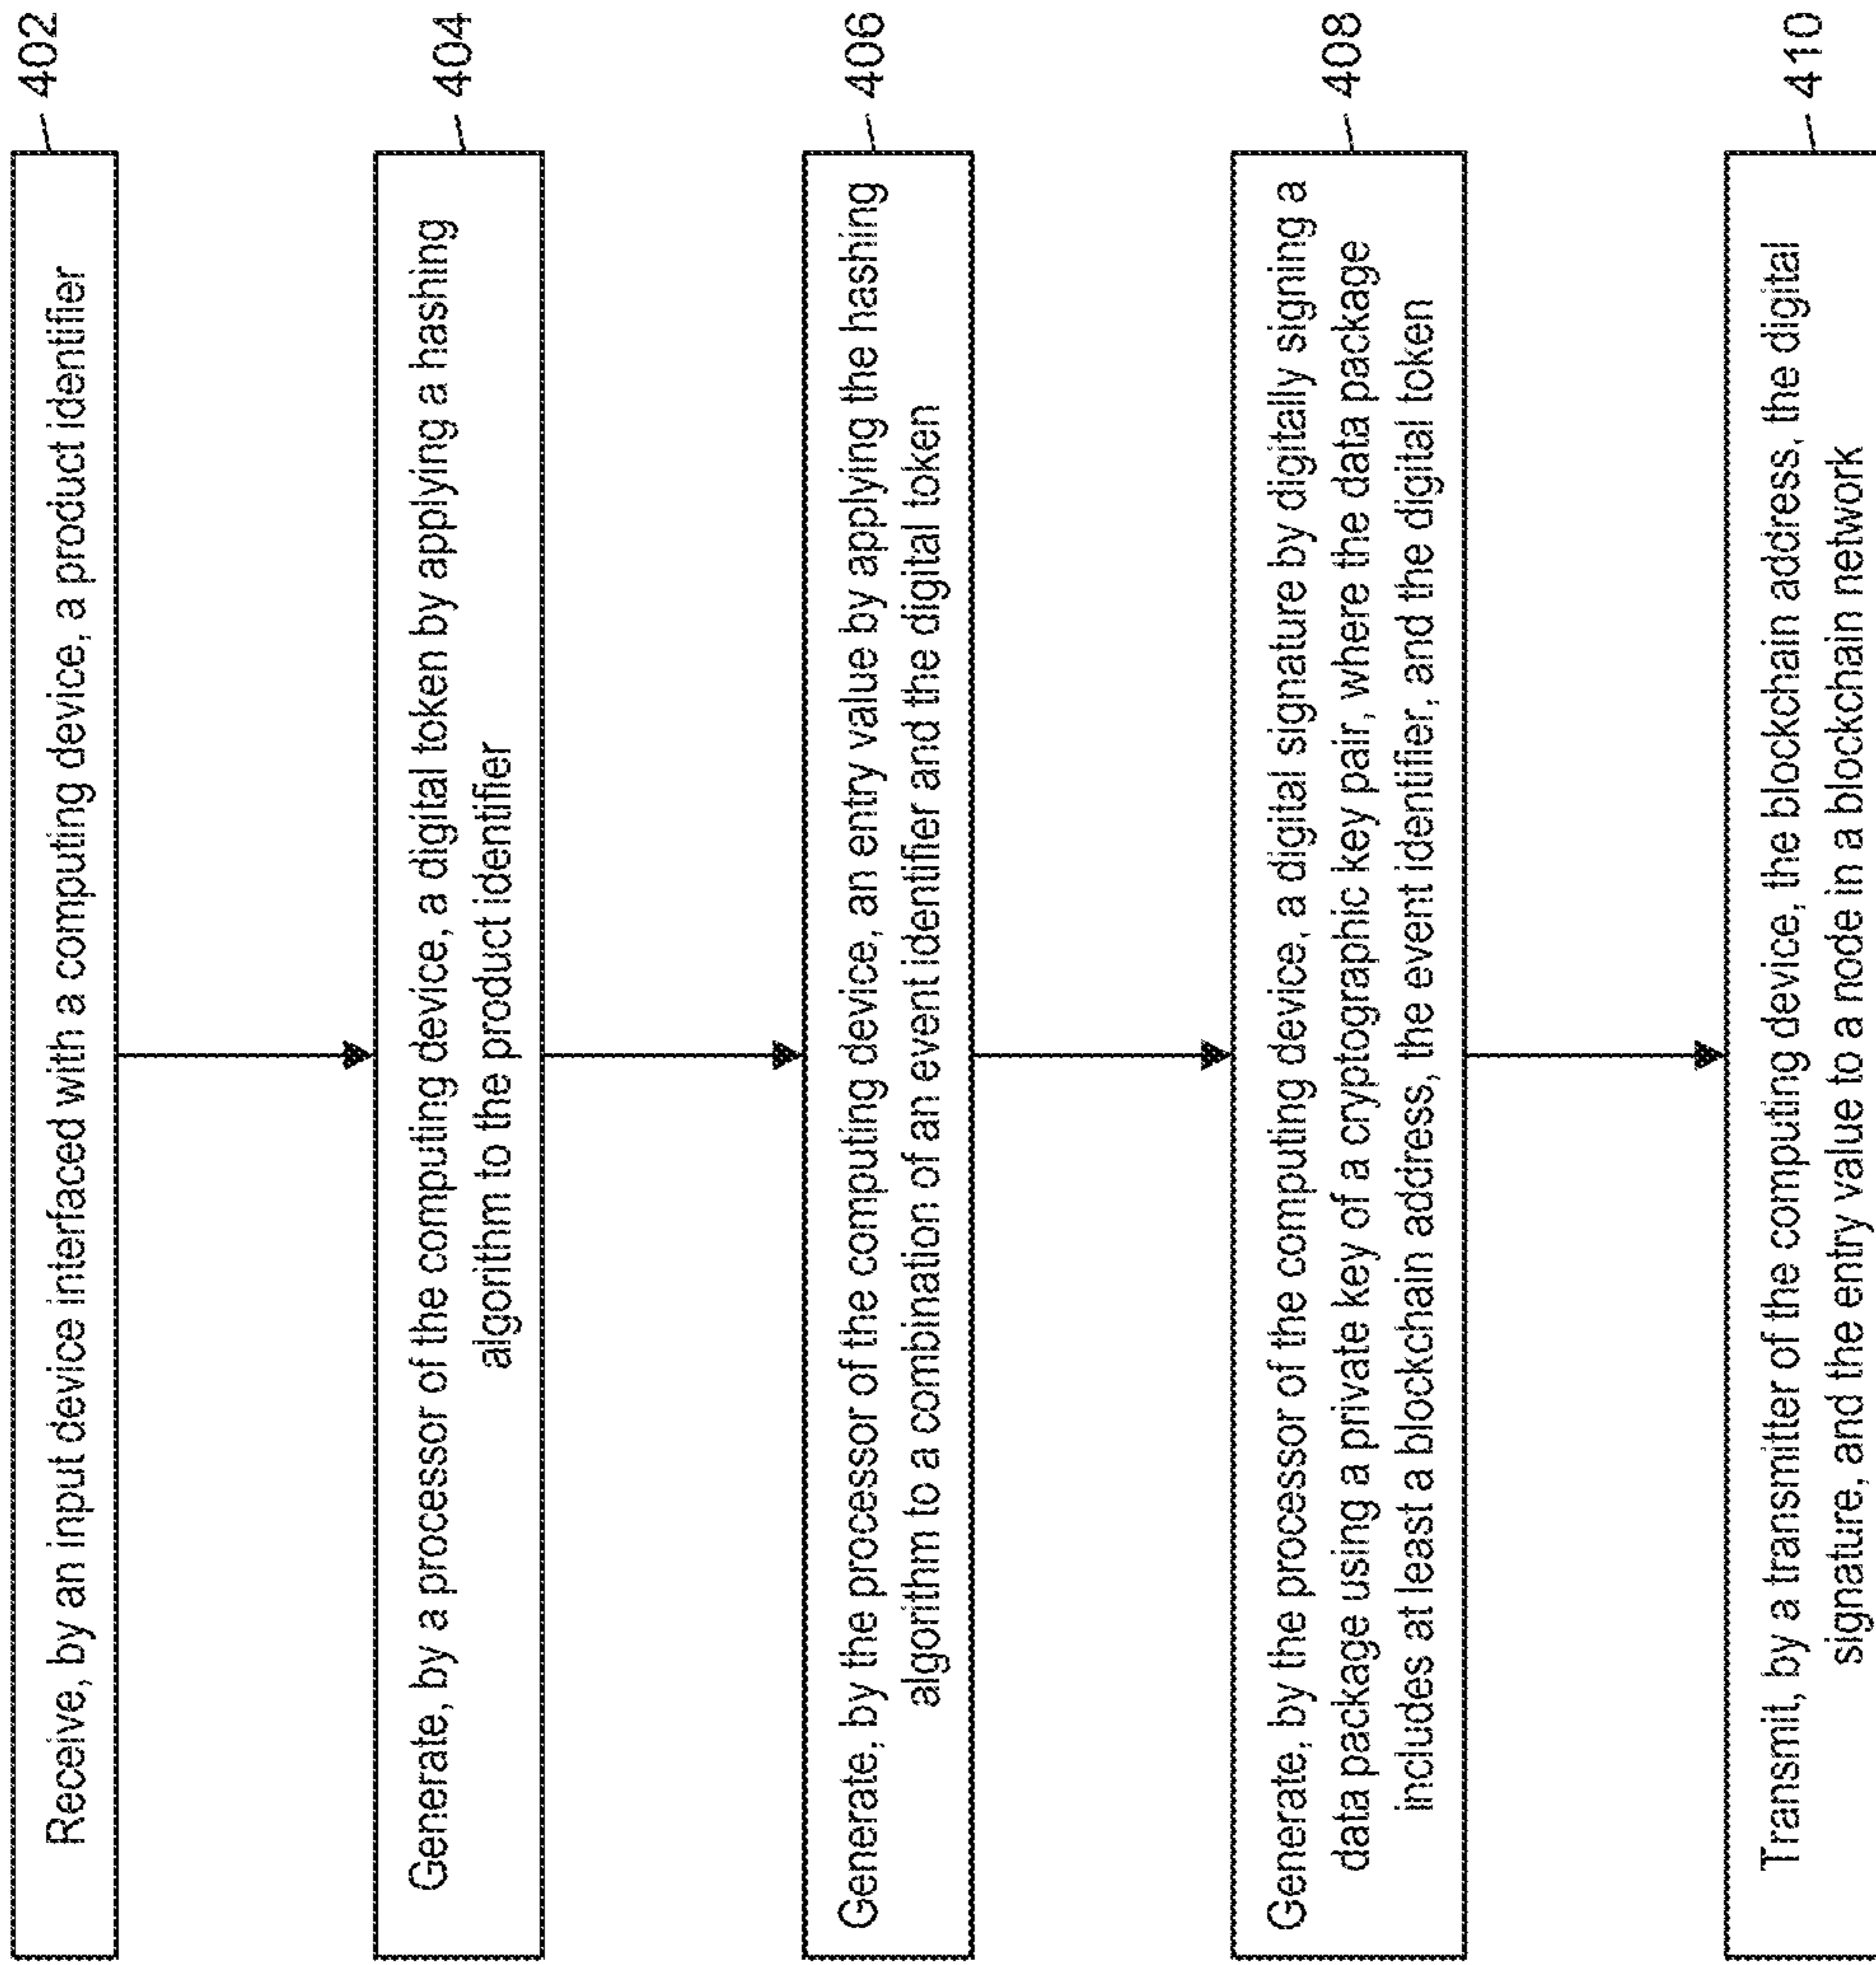 402
Receive, by an input device interfaced with a computing device, a product identifier
404
Generate, by a processor of the computing device, a digital token by applying a hashing
algorithm to the product identifier
406
Generate, by the processor of the computing device, an entry value by applying the hashing
algorithm to a combination of an event identifier and the digital token
408
Generate, by the processor of the computing device, a digital signature by digitally signing a
data package using a private key of a cryptographic key pair, where the data package
includes at least a blockchain address, the event identifier, and the digital token
410
Transmit, by a transmitter of the computing device, the blockchain address, the digital
signature, and the entry value to a node in a blockchain network